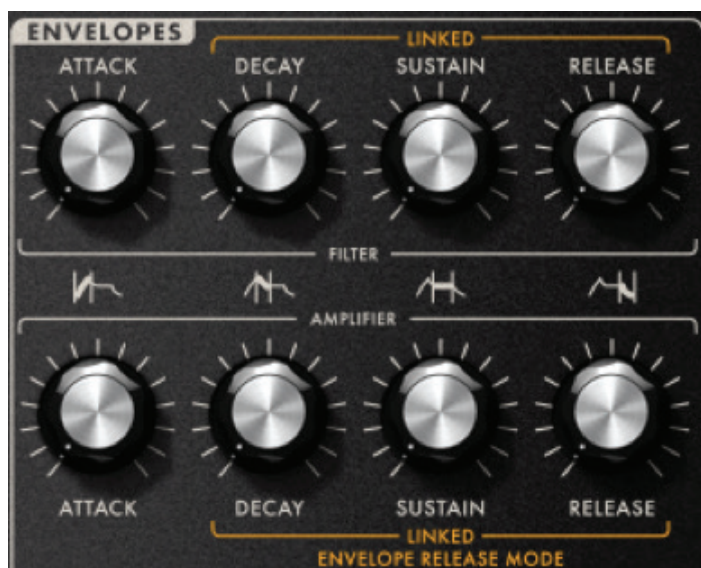 ENVELOPES
LINKED
ATTACK DECAY SUSTAIN RELEASE
FILTER
AMPLIFIER
ATTACK DECAY SUSTAIN RELEASE
LINKED
ENVELOPE RELEASE MODE